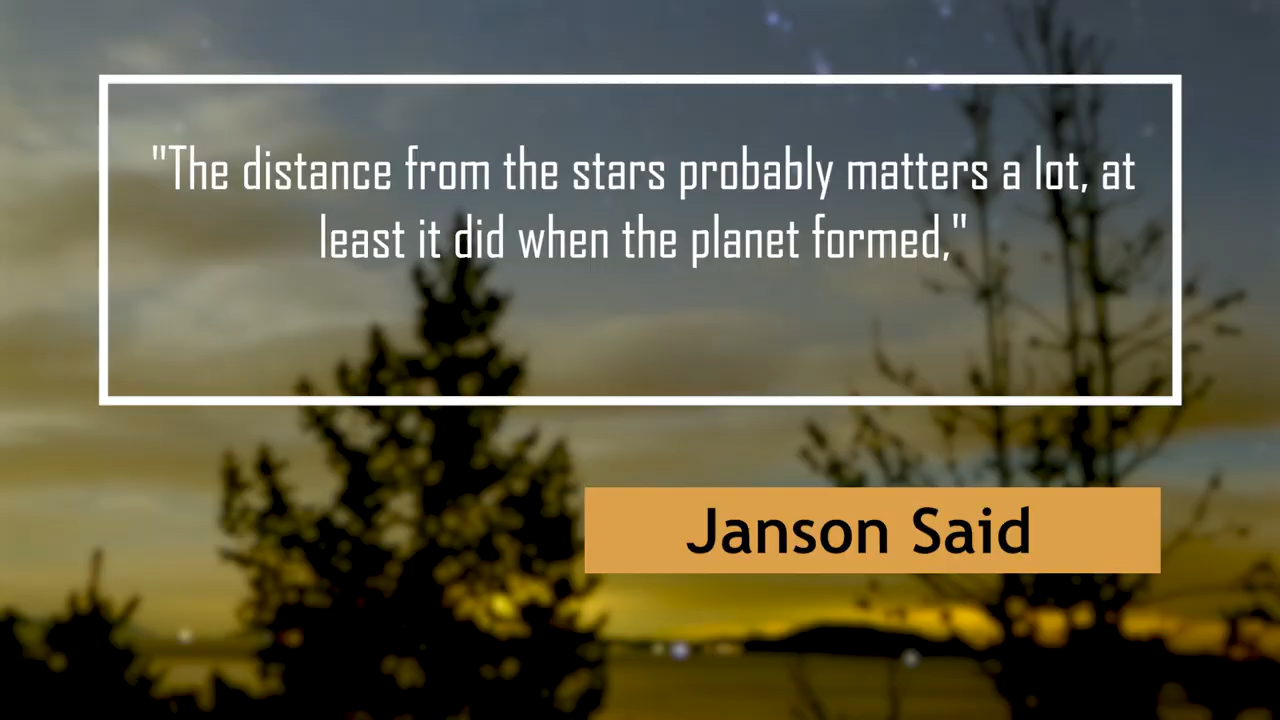 "The distance from the stars probably matters a lot, at
least it did when the planet formed,"
Janson Said